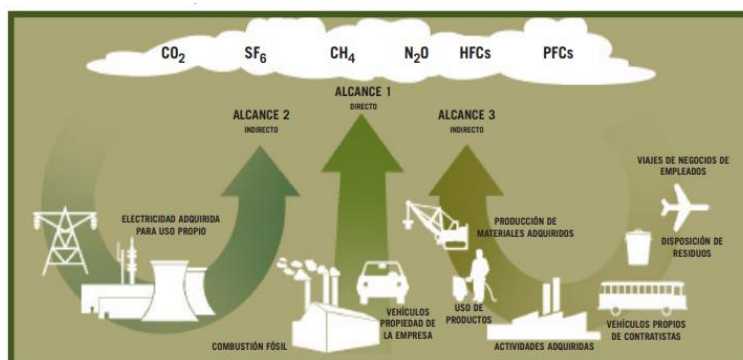 CO2 SF6 CH4 N2O HFCs PFCs
ALCANCE 1
DIRECTO
ALCANCE 2
INDIRECTO
ALCANCE 3
INDIRECTO
VIAJES DE NEGOCIOS DE
EMPLEADOS
ELECTRICIDAD ADQUIRIDA
PARA USO PROPIO
PRODUCCIÓN DE
MATERIALES ADQUIRIDOS
DISPOSICIÓN DE
RESIDUOS
COMBUSTIÓN FÓSIL
VEHÍCULOS
PROPIEDAD DE
LA EMPRESA
USO DE
PRODUCTOS
ACTIVIDADES ADQUIRIDAS
VEHÍCULOS PROPIOS
DE CONTRATISTAS